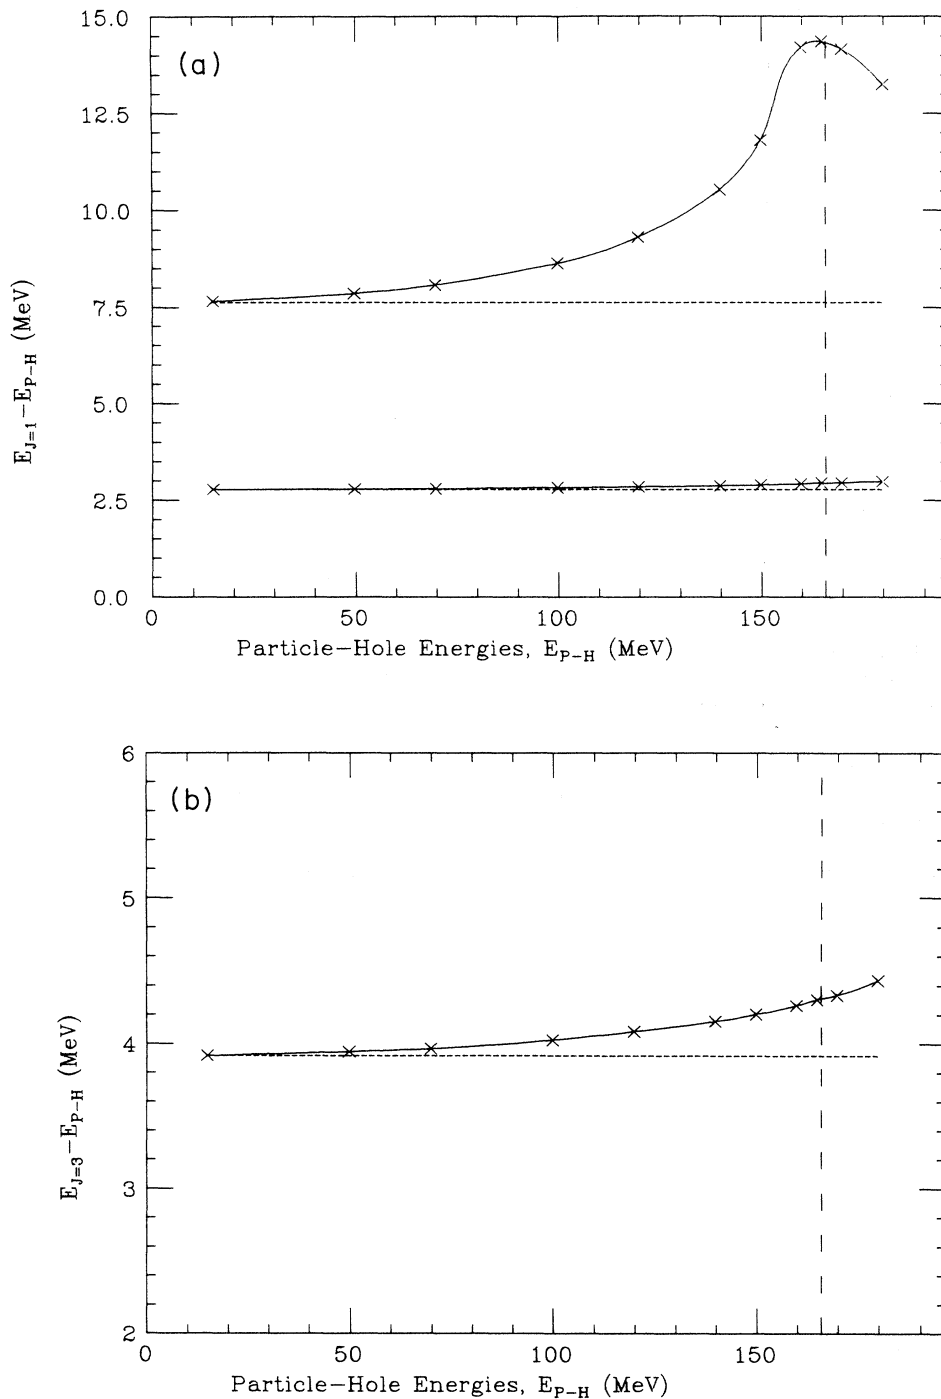 15.0
(a)
12.5
10.0
7.5
5.0
2.5
0.0
E_{J=1}−E_{P−H} (MeV)
0 50 100 150
Particle−Hole Energies, E_{P−H} (MeV)
6
(b)
5
4
3
2
E_{J=3}−E_{P−H} (MeV)
0 50 100 150
Particle−Hole Energies, E_{P−H} (MeV)